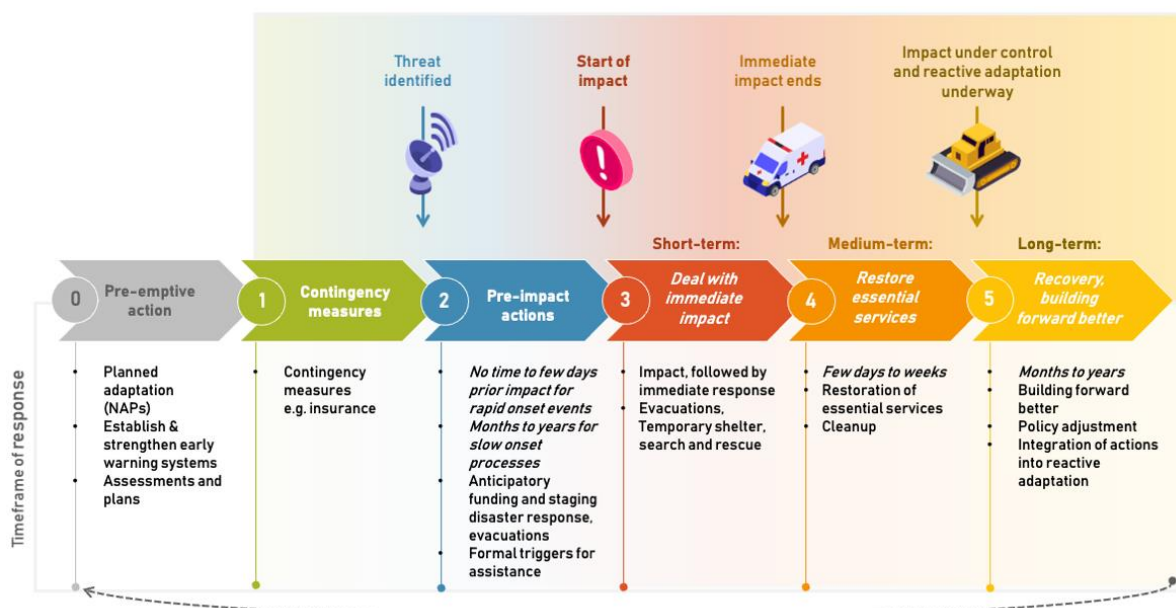 Threat
identified
Start of
impact
Immediate
impact ends
Impact under control
and reactive adaptation
underway
Short-term:
Medium-term:
Long-term:
0
Pre-emptive
action
1
Contingency
measures
2
Pre-impact
actions
3
Deal with
immediate
impact
4
Restore
essential
services
5
Recovery,
building
forward better
Timeframe of response
• Planned
adaptation
(NAPs)
• Establish &
strengthen early
warning systems
• Assessments and
plans
• Contingency
measures
e.g. insurance
• No time to few days
prior impact for
rapid onset events
• Months to years for
slow onset
processes
• Anticipatory
funding and staging
disaster response,
evacuations
• Formal triggers for
assistance
• Impact, followed by
immediate response
• Evacuations,
Temporary shelter,
search and rescue
• Few days to weeks
• Restoration of
essential services
• Cleanup
• Months to years
• Building forward
better
• Policy adjustment
• Integration of actions
into reactive
adaptation